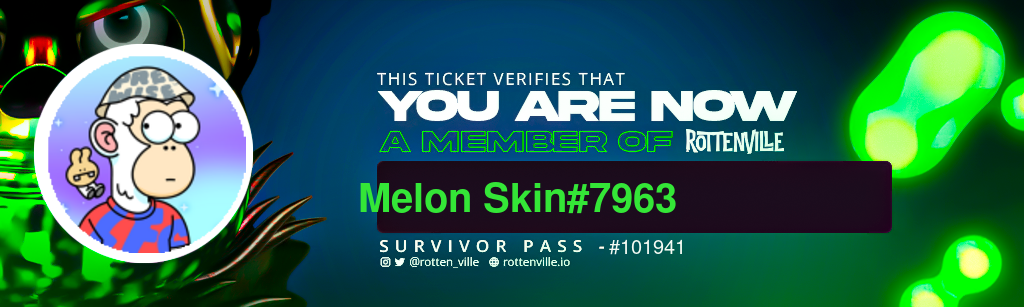 THIS TICKET VERIFIES THAT
YOU ARE NOW
A MEMBER OF ROTTENVILLE
Melon Skin#7963
SURVIVOR PASS - #101941
@rotten_ville rottenville.io